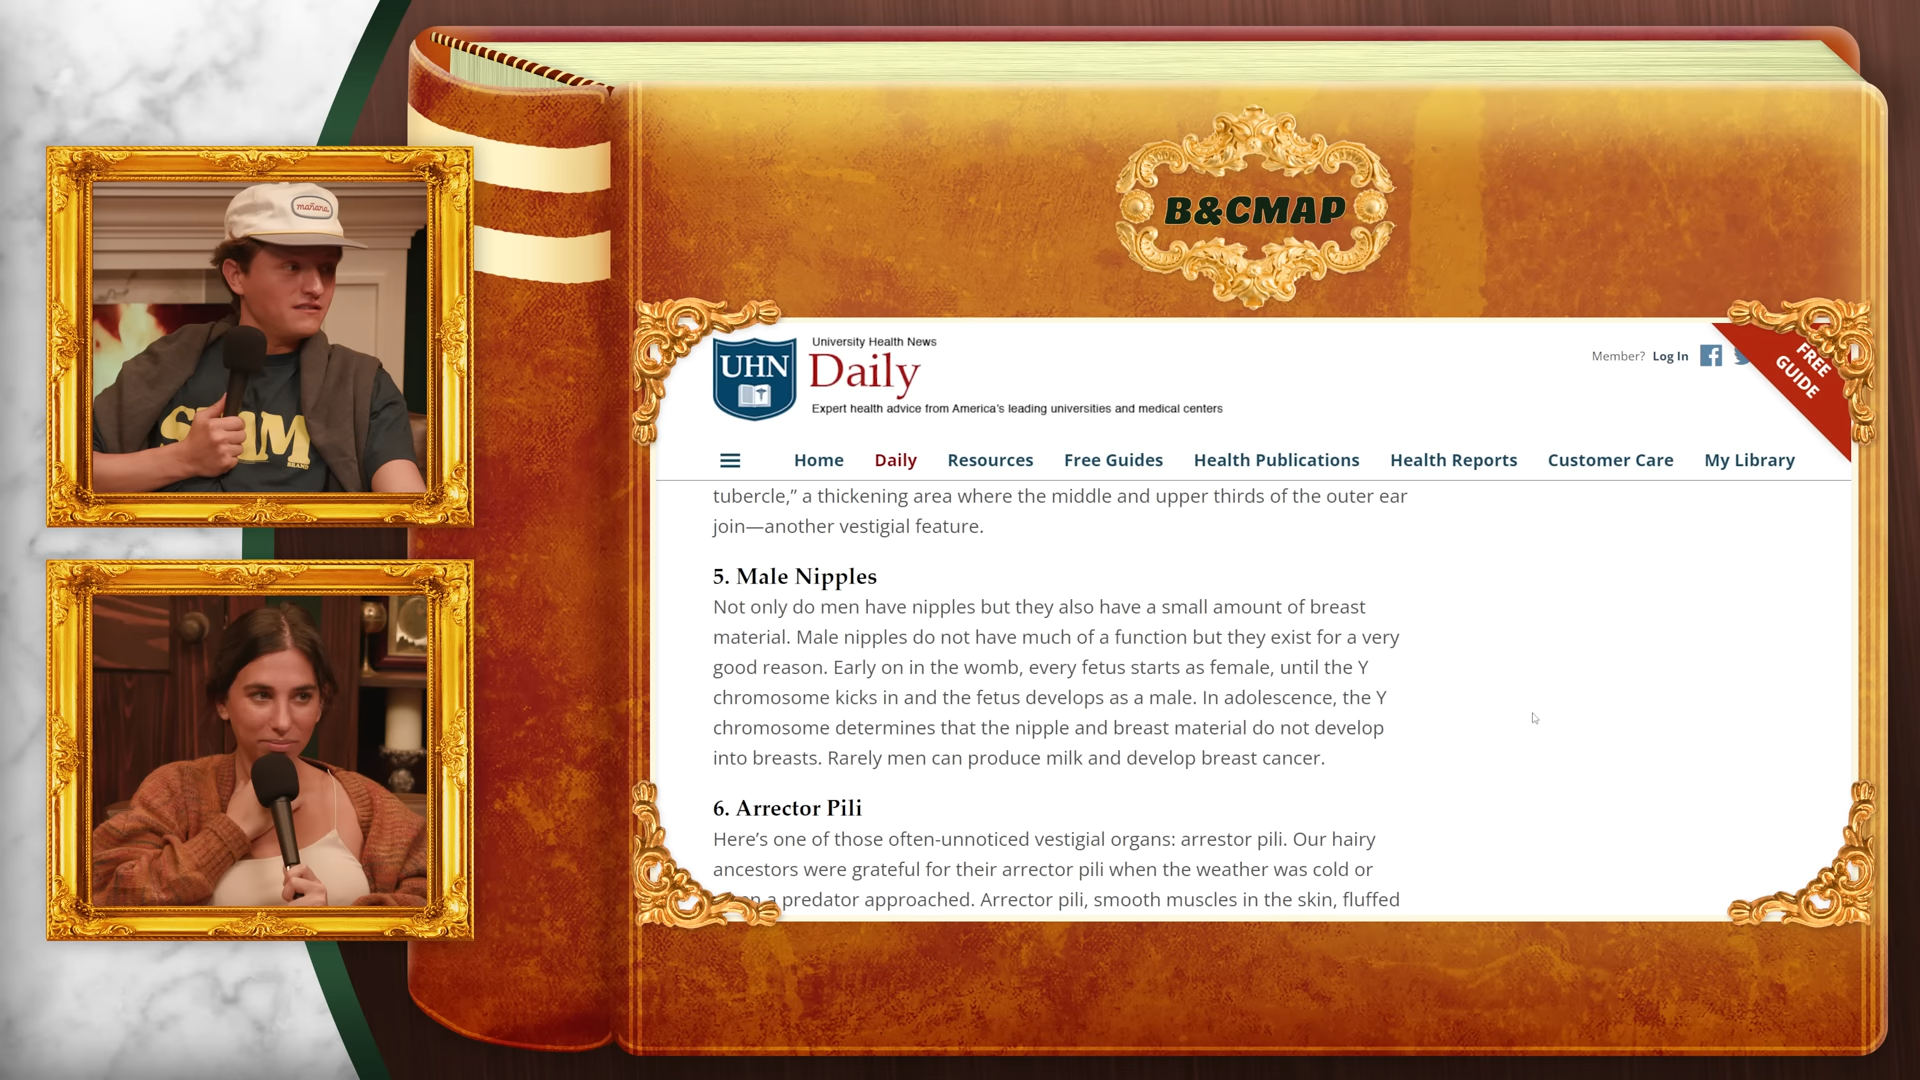 mañana
BRAND
B&CMAP
UHN
University Health News
Daily
Expert health advice from America's leading universities and medical centers
Member? Log In
FREE
GUIDE
Home Daily Resources Free Guides Health Publications Health Reports Customer Care My Library
tubercle,” a thickening area where the middle and upper thirds of the outer ear
join—another vestigial feature.
5. Male Nipples
Not only do men have nipples but they also have a small amount of breast
material. Male nipples do not have much of a function but they exist for a very
good reason. Early on in the womb, every fetus starts as female, until the Y
chromosome kicks in and the fetus develops as a male. In adolescence, the Y
chromosome determines that the nipple and breast material do not develop
into breasts. Rarely men can produce milk and develop breast cancer.
6. Arrector Pili
Here’s one of those often-unnoticed vestigial organs: arrestor pili. Our hairy
ancestors were grateful for their arrector pili when the weather was cold or
a predator approached. Arrector pili, smooth muscles in the skin, fluffed